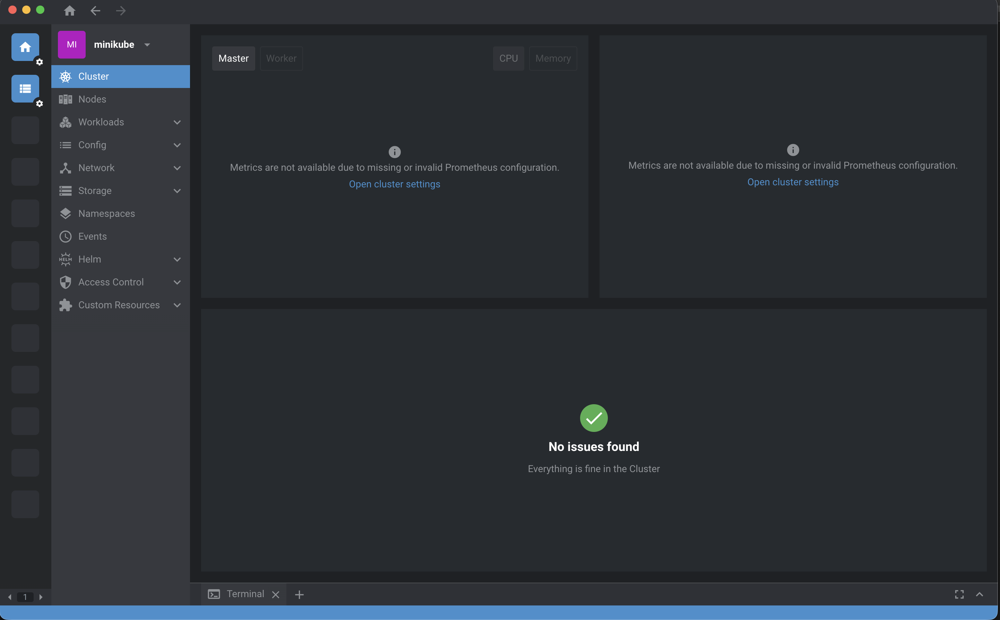 MI
minikube
Cluster
Nodes
Workloads
Config
Network
Storage
Namespaces
Events
HELM
Helm
Access Control
Custom Resources
Master
Worker
CPU
Memory
Metrics are not available due to missing or invalid Prometheus configuration.
Open cluster settings
Metrics are not available due to missing or invalid Prometheus configuration.
Open cluster settings
No issues found
Everything is fine in the Cluster
1
Terminal